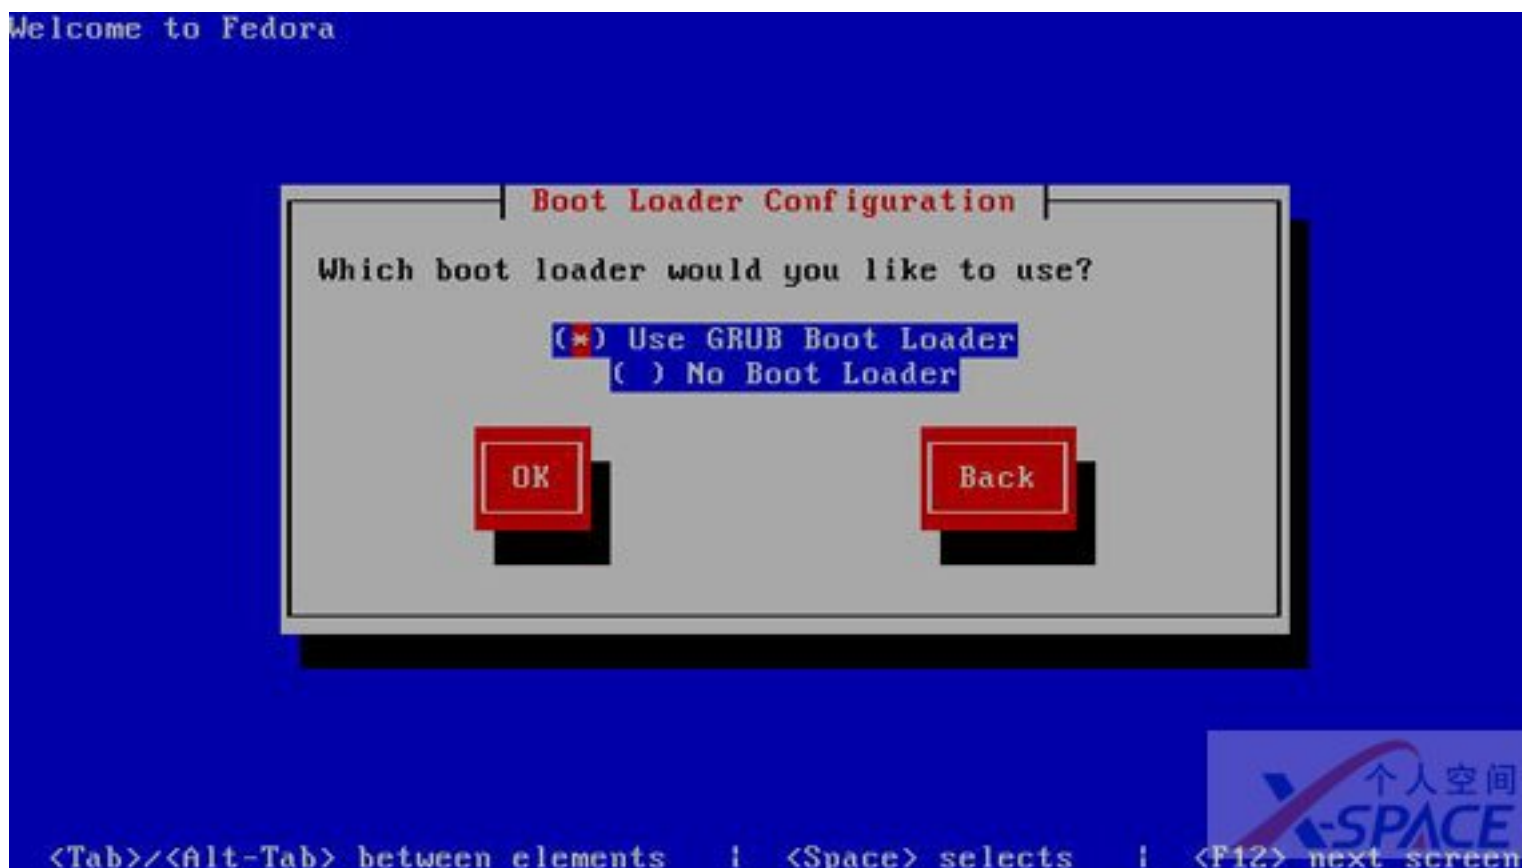 Welcome to Fedora
Boot Loader Configuration
Which boot loader would you like to use?
(*) Use GRUB Boot Loader
( ) No Boot Loader
OK Back
个人空间
X-SPACE
<Tab>/<Alt-Tab> between elements | <Space> selects | <F12> next screen